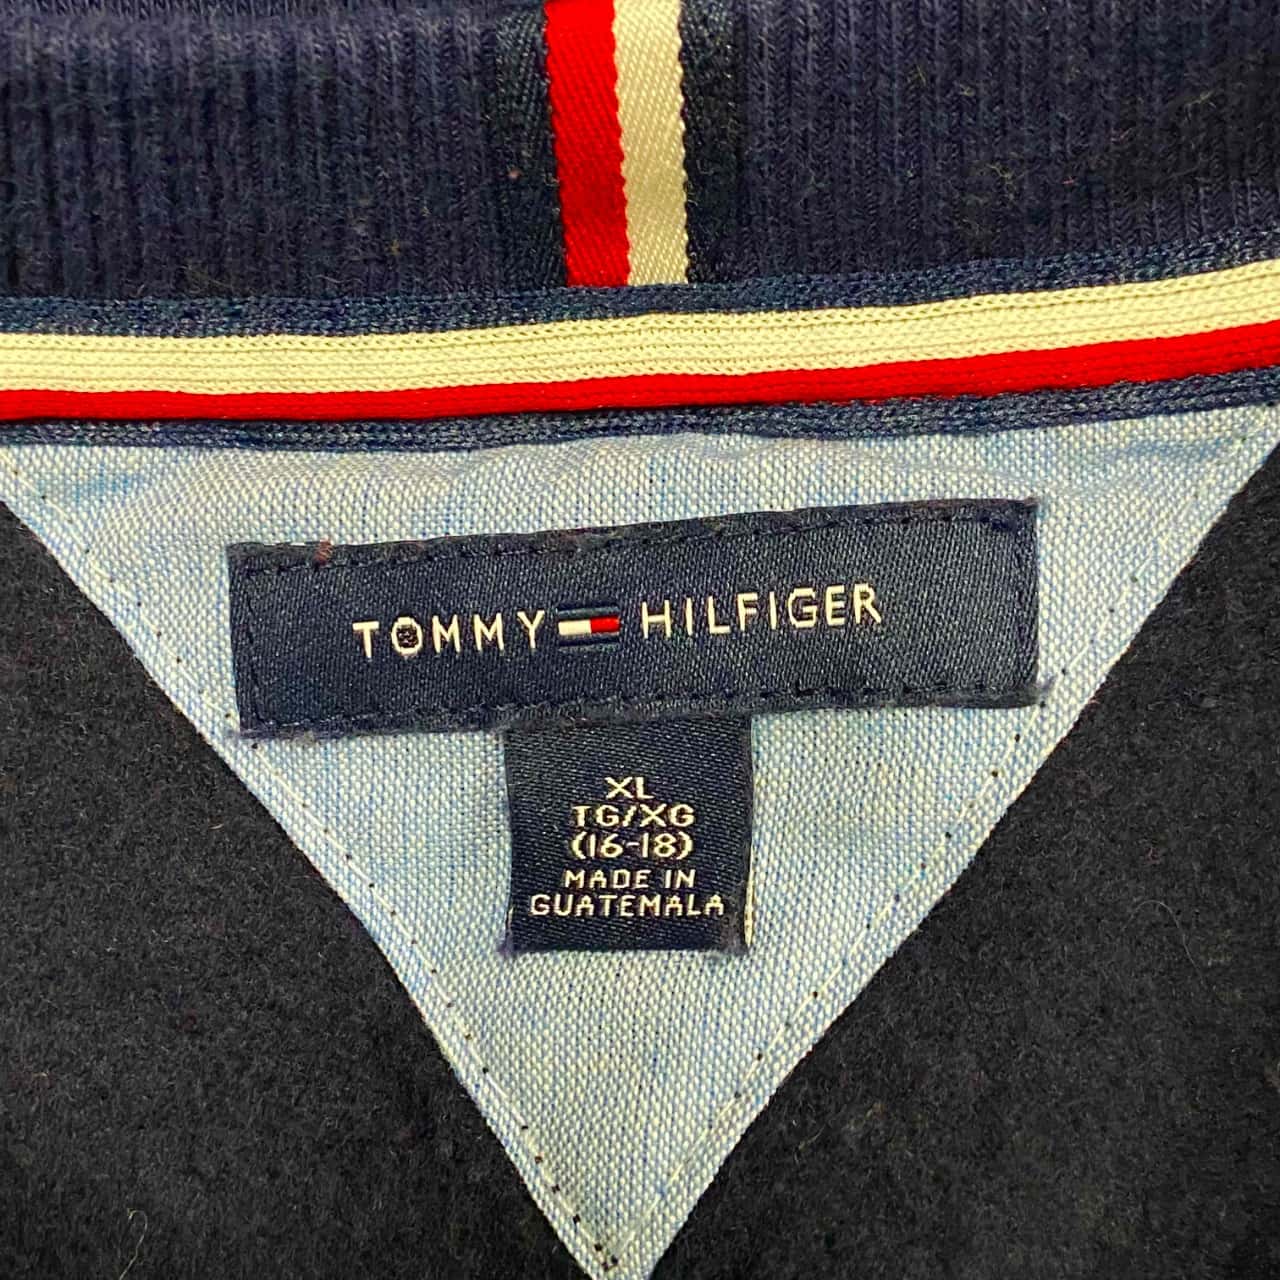 TOMMY HILFIGER
XL
TG/XG
(16-18)
MADE IN
GUATEMALA